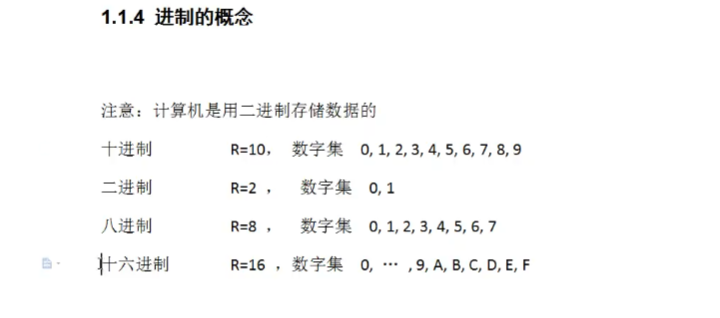 1.1.4 进制的概念
注意：计算机是用二进制存储数据的
十进制 R=10， 数字集 0, 1, 2, 3, 4, 5, 6, 7, 8, 9
二进制 R=2 ， 数字集 0, 1
八进制 R=8 ， 数字集 0, 1, 2, 3, 4, 5, 6, 7
十六进制 R=16 ，数字集 0, … , 9, A, B, C, D, E, F